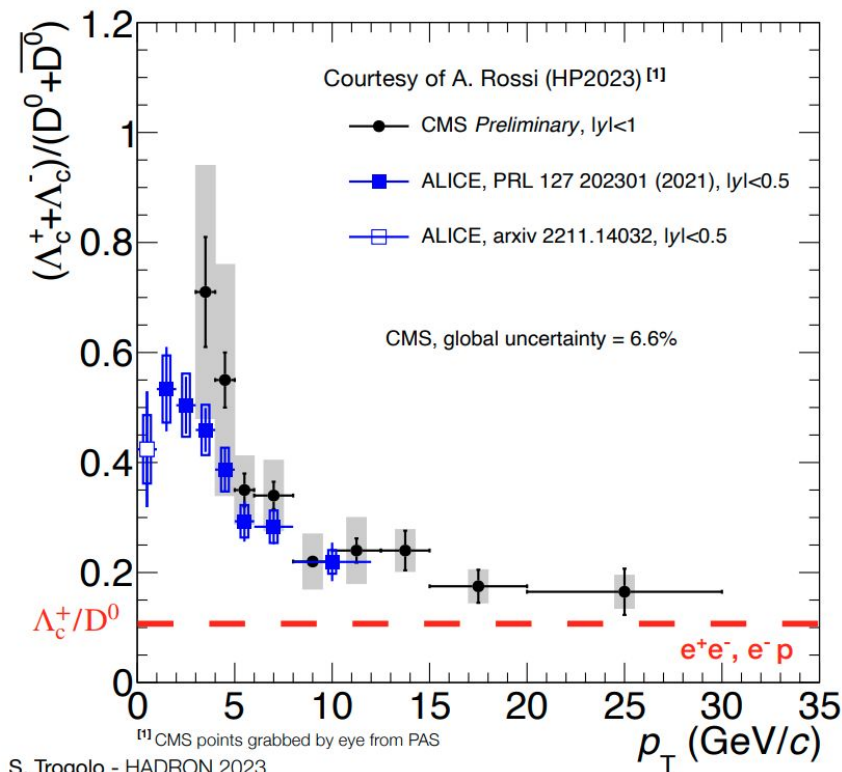 (Λc⁺+Λc⁻)/(D⁰+D̅⁰)
1.2
1
0.8
0.6
0.4
0.2
0
Courtesy of A. Rossi (HP2023) [1]
CMS Preliminary, |y|<1
ALICE, PRL 127 202301 (2021), |y|<0.5
ALICE, arxiv 2211.14032, |y|<0.5
CMS, global uncertainty = 6.6%
Λc⁺/D⁰
e⁺e⁻, e⁻p
0 5 10 15 20 25 30 35
[1] CMS points grabbed by eye from PAS
pT (GeV/c)
S. Trogolo - HADRON 2023